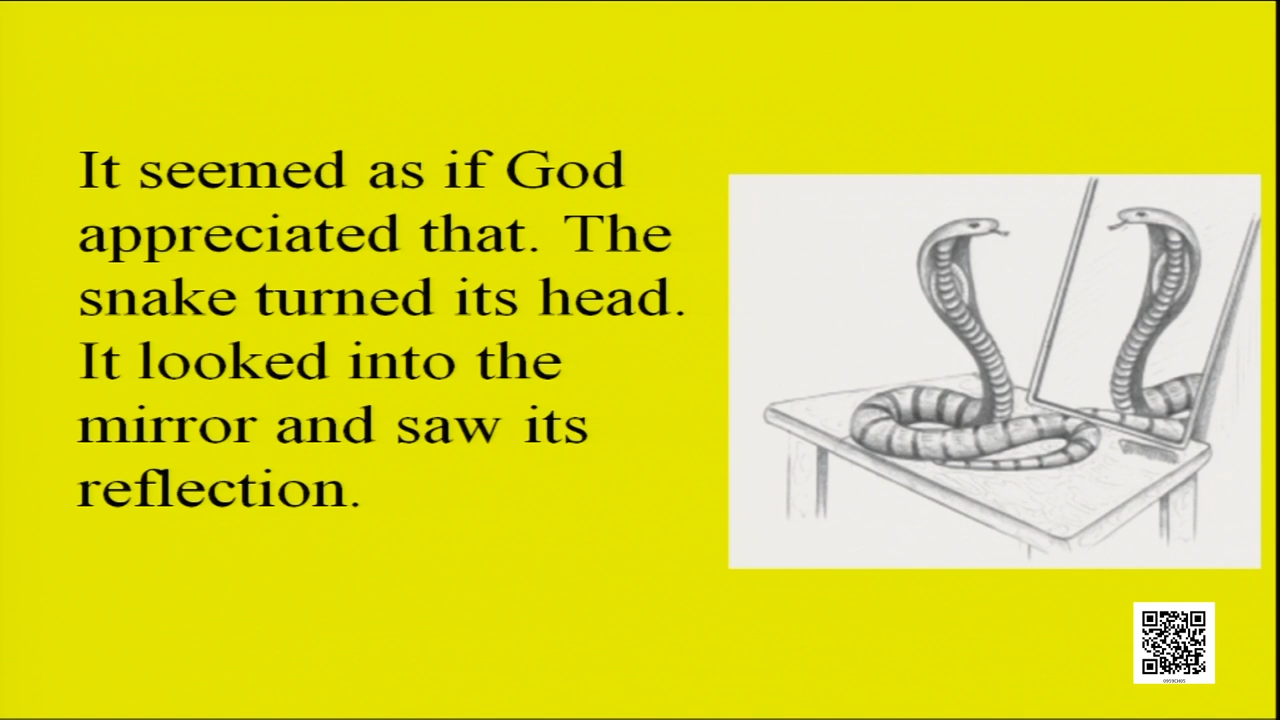 It seemed as if God
appreciated that. The
snake turned its head.
It looked into the
mirror and saw its
reflection.